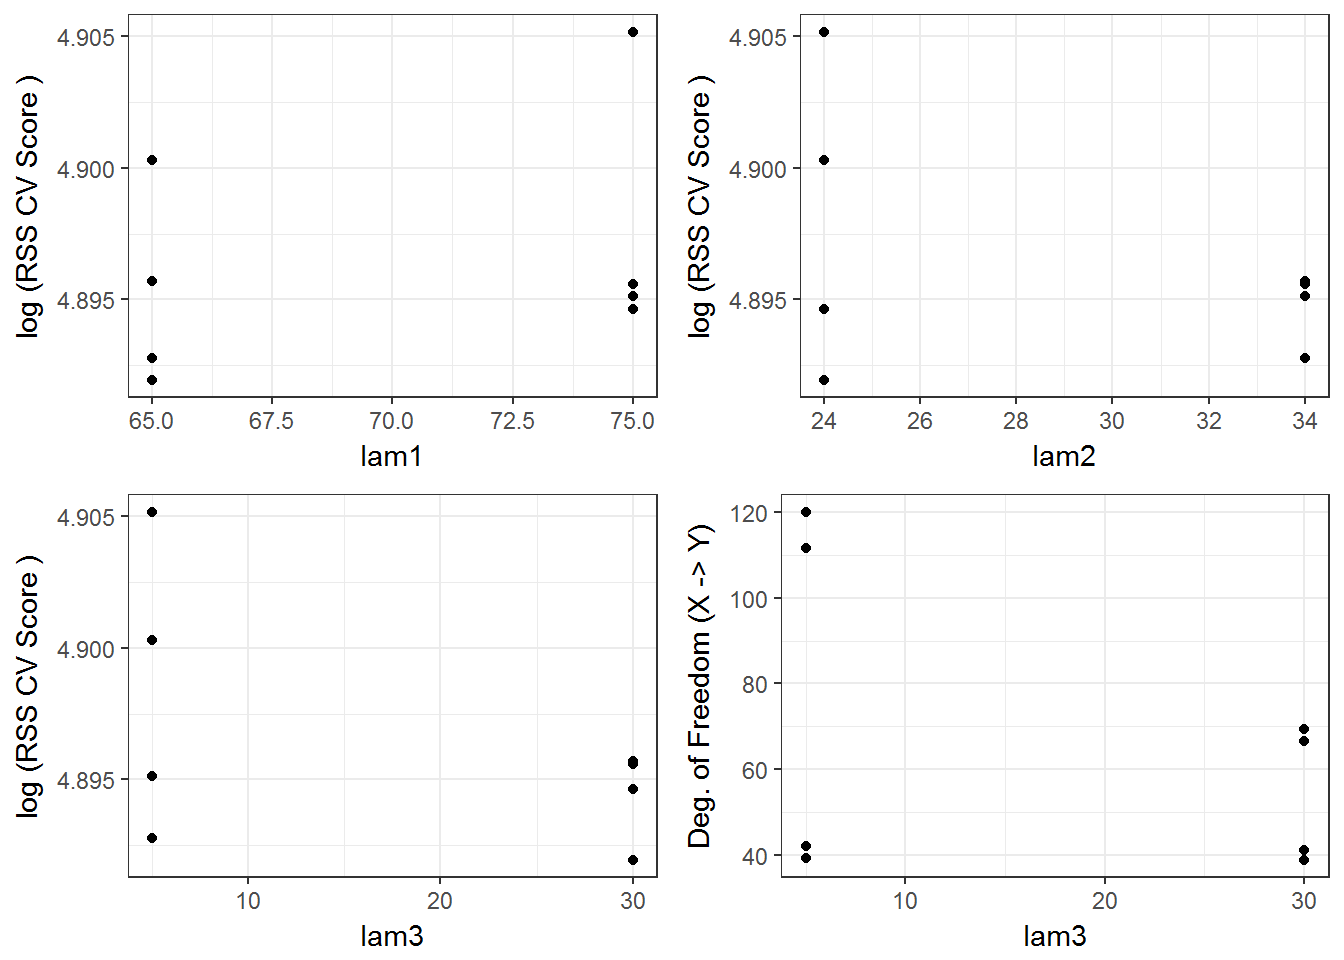 log (RSS CV Score )
4.905
4.900
4.895
65.0 67.5 70.0 72.5 75.0
lam1
log (RSS CV Score )
4.905
4.900
4.895
24 26 28 30 32 34
lam2
log (RSS CV Score )
4.905
4.900
4.895
10 20 30
lam3
Deg. of Freedom (X -> Y)
120
100
80
60
40
10 20 30
lam3